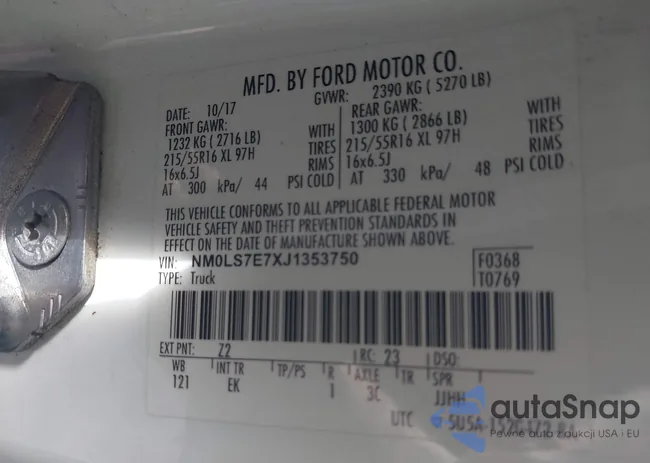 MFD. BY FORD MOTOR CO.
DATE: 10/17 GVWR: 2390 KG ( 5270 LB)
FRONT GAWR: REAR GAWR: WITH
1232 KG ( 2716 LB) WITH 1300 KG ( 2866 LB) TIRES
215/55R16 XL 97H TIRES 215/55R16 XL 97H RIMS
16x6.5J RIMS 16x6.5J
AT 300 kPa/ 44 PSI COLD AT 330 kPa/ 48 PSI COLD
THIS VEHICLE CONFORMS TO ALL APPLICABLE FEDERAL MOTOR
VEHICLE SAFETY AND THEFT PREVENTION STANDARDS IN
EFFECT ON THE DATE OF MANUFACTURE SHOWN ABOVE.
VIN: NM0LS7E7XJ1353750 F0368
TYPE: Truck T0769
EXT PNT: Z2 RC: 23 DSO:
WB INT TR TP/PS R AXLE TR SPR
121 EK 1 3C JJHH
UTC
autaSnap
Pewne auta z aukcji USA i EU